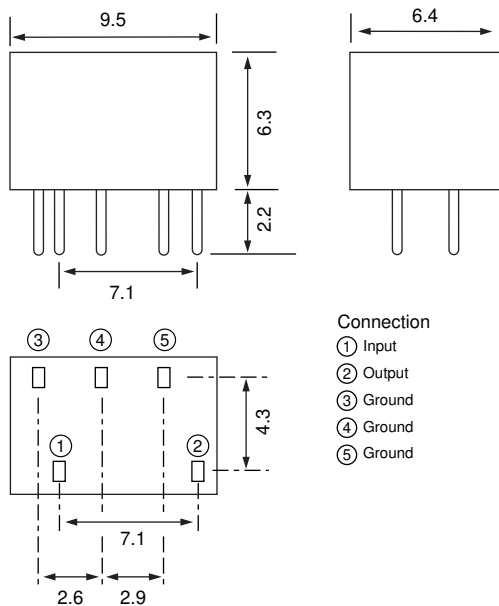 9.5
6.4
6.3
2.2
7.1
③ ④ ⑤
Connection
① Input
② Output
③ Ground
④ Ground
⑤ Ground
4.3
① ②
7.1
2.6 2.9